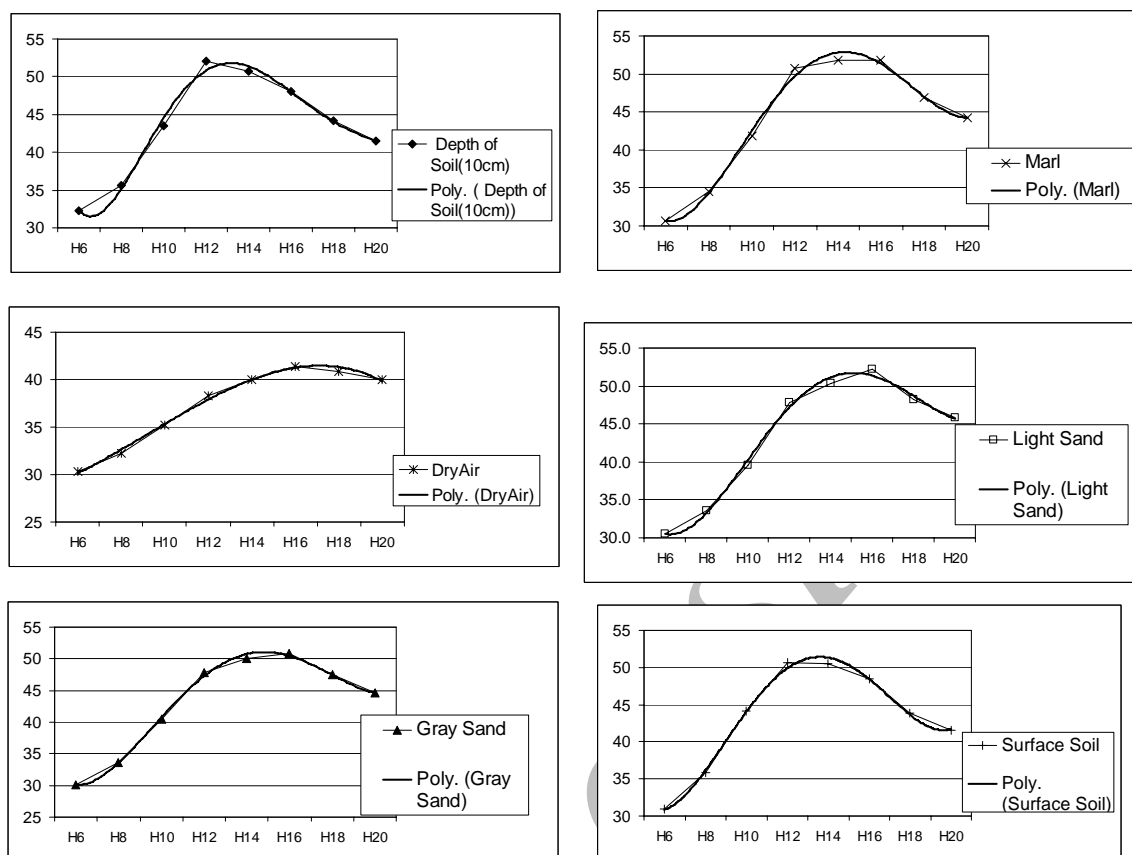 55
50
45
40
35
30
H6 H8 H10 H12 H14 H16 H18 H20
Depth of
Soil(10cm)
Poly. ( Depth of
Soil(10cm))
55
50
45
40
35
30
H6 H8 H10 H12 H14 H16 H18 H20
Marl
Poly. (Marl)
45
40
35
30
25
H6 H8 H10 H12 H14 H16 H18 H20
DryAir
Poly. (DryAir)
55.0
50.0
45.0
40.0
35.0
30.0
H6 H8 H10 H12 H14 H16 H18 H20
Light Sand
Poly. (Light
Sand)
55
50
45
40
35
30
25
H6 H8 H10 H12 H14 H16 H18 H20
Gray Sand
Poly. (Gray
Sand)
55
50
45
40
35
30
H6 H8 H10 H12 H14 H16 H18 H20
Surface Soil
Poly.
(Surface Soil)